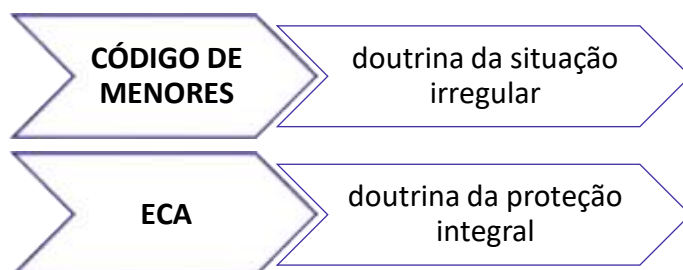 CÓDIGO DE
MENORES
doutrina da situação
irregular
ECA
doutrina da proteção
integral